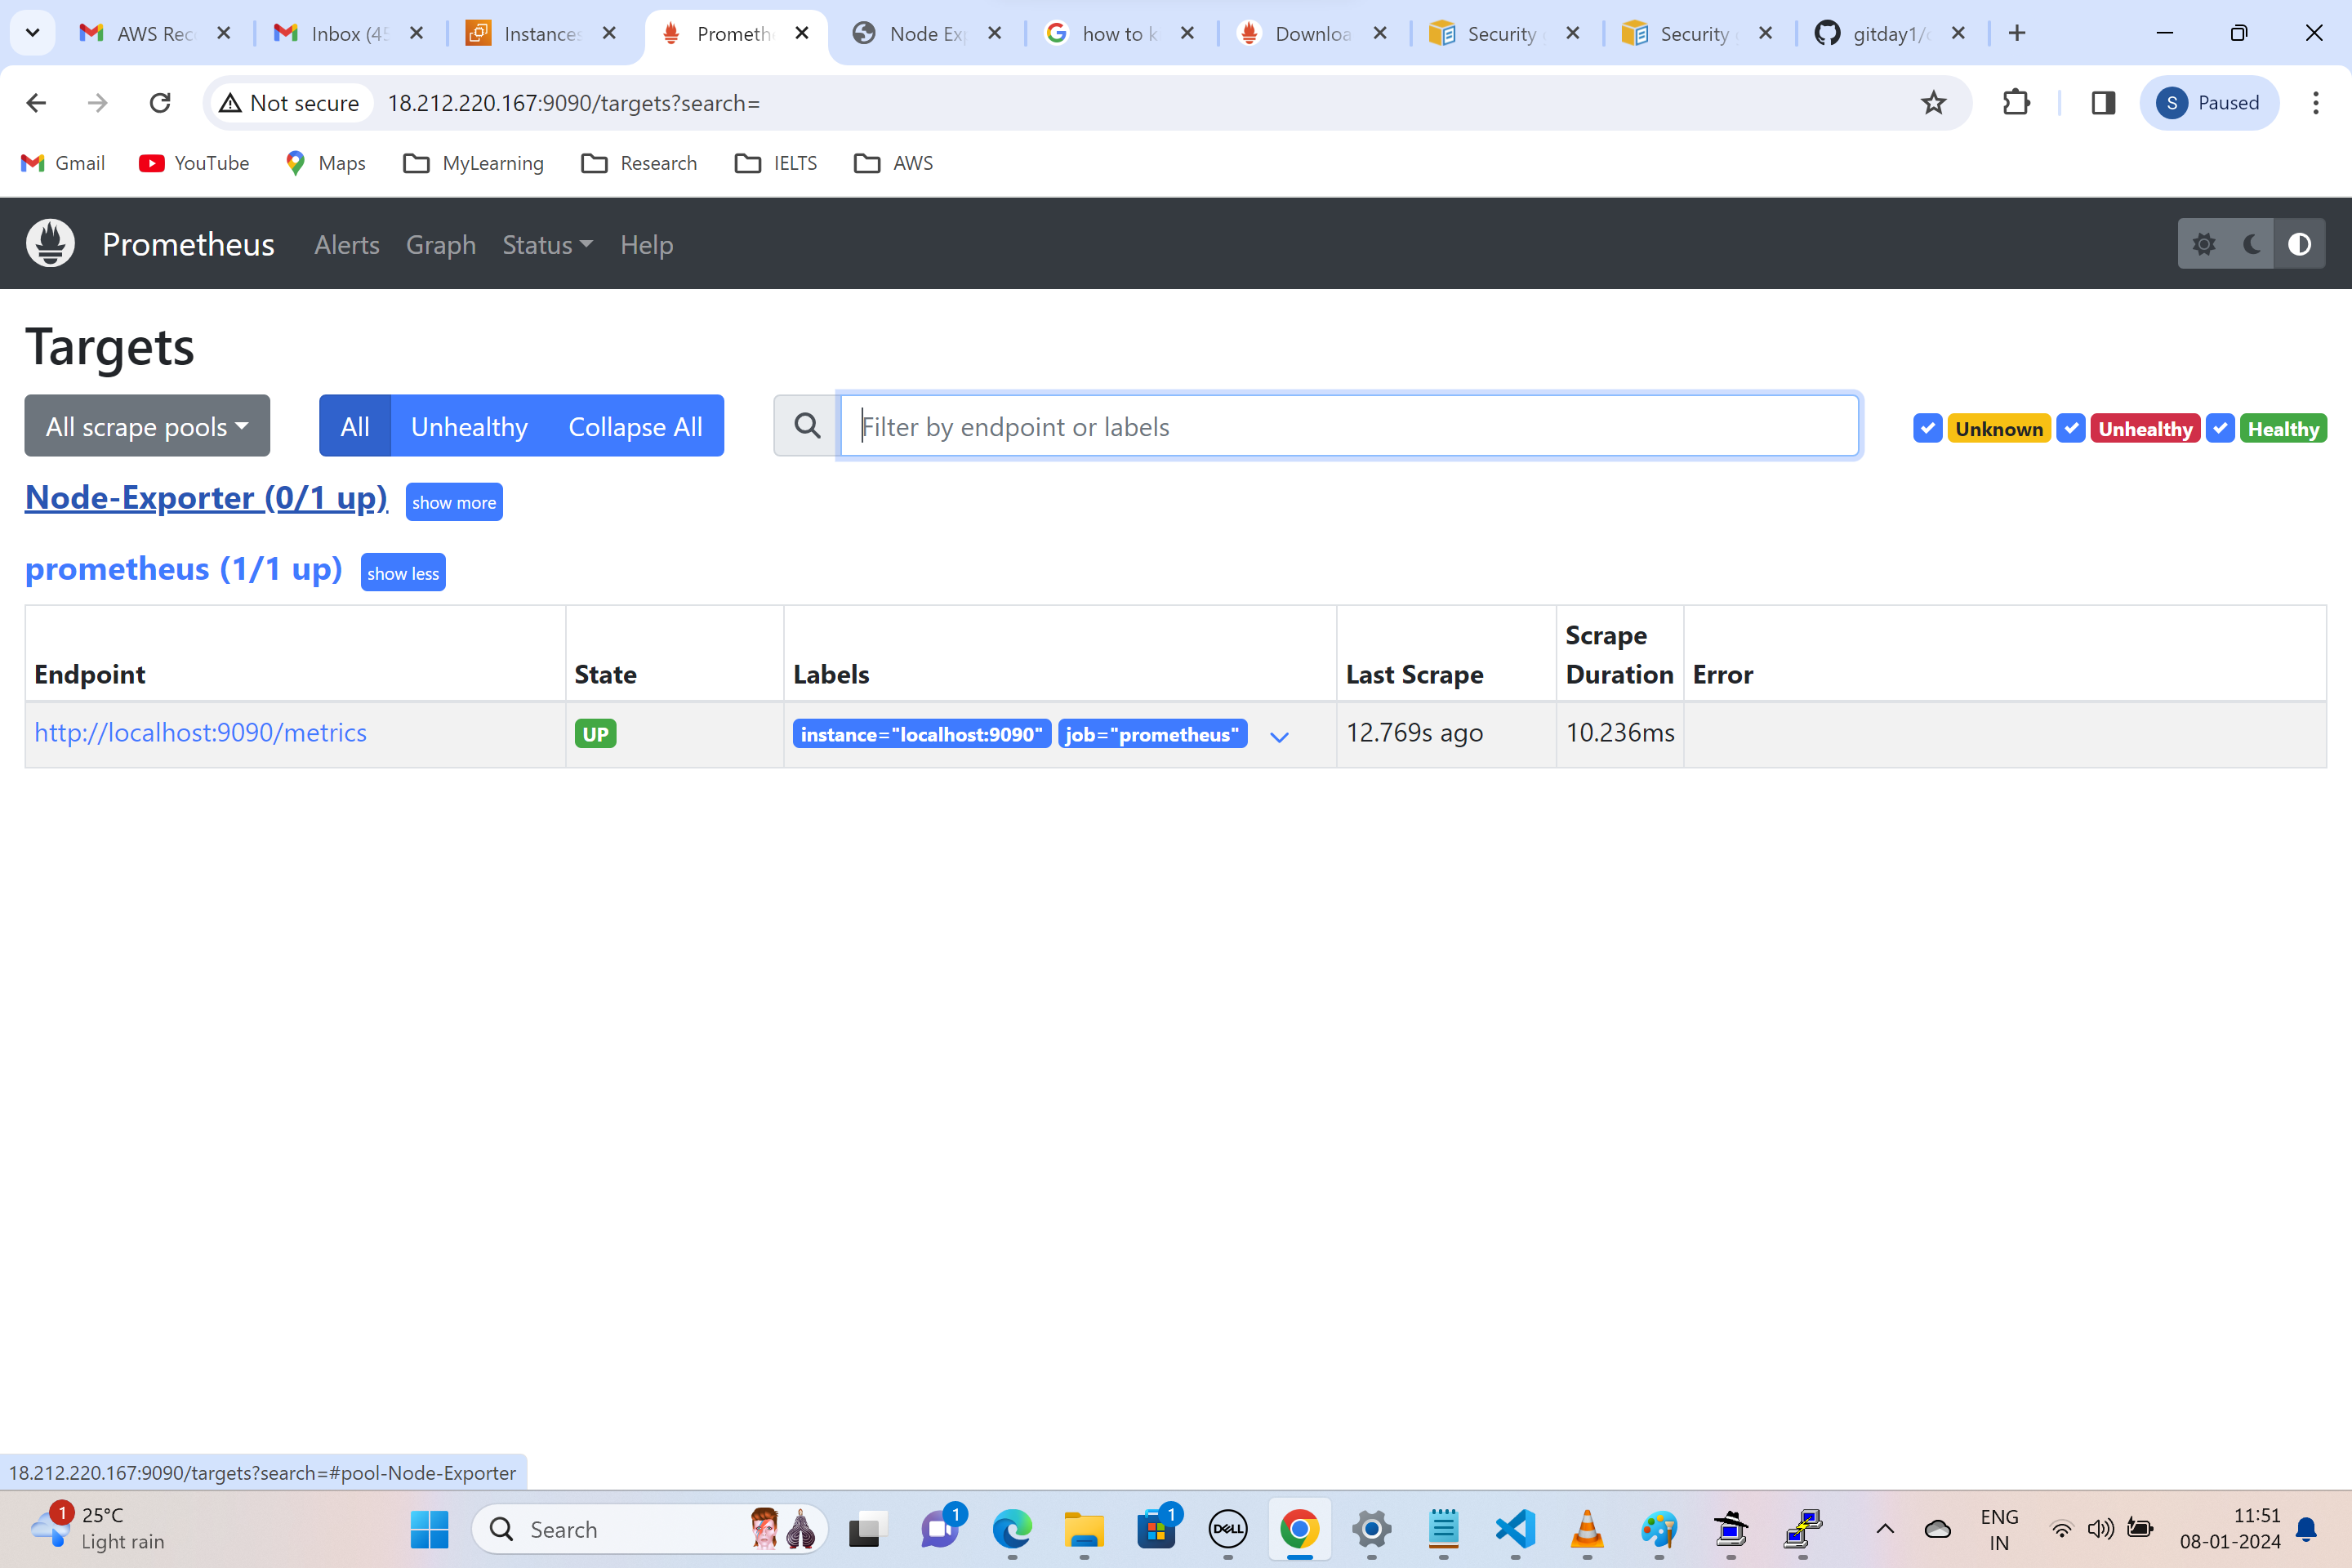 AWS Rec
Inbox (45
Instances
Prometh
Node Ex
how to k
Downloa
Security
Security
gitday1/
Not secure
18.212.220.167:9090/targets?search=
S Paused
Gmail
YouTube
Maps
MyLearning
Research
IELTS
AWS
Prometheus Alerts Graph Status Help
Targets
All scrape pools
All Unhealthy Collapse All
Filter by endpoint or labels
Unknown Unhealthy Healthy
Node-Exporter (0/1 up) show more
prometheus (1/1 up) show less
Endpoint State Labels Last Scrape Scrape Duration Error
http://localhost:9090/metrics UP instance="localhost:9090" job="prometheus" 12.769s ago 10.236ms
18.212.220.167:9090/targets?search=#pool-Node-Exporter
1
25°C
Light rain
Search
1
1
DELL
ENG
IN
11:51
08-01-2024